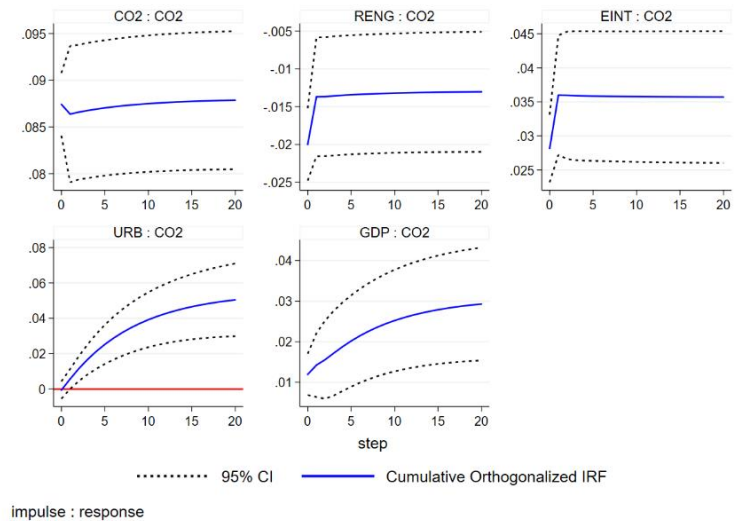 CO2 : CO2
RENG : CO2
EINT : CO2
.095
.09
.085
.08
0 5 10 15 20
-.005
-.01
-.015
-.02
-.025
0 5 10 15 20
.045
.04
.035
.03
.025
0 5 10 15 20
URB : CO2
GDP : CO2
.08
.06
.04
.02
0
0 5 10 15 20
.04
.03
.02
.01
0 5 10 15 20
step
95% CI
Cumulative Orthogonalized IRF
impulse : response